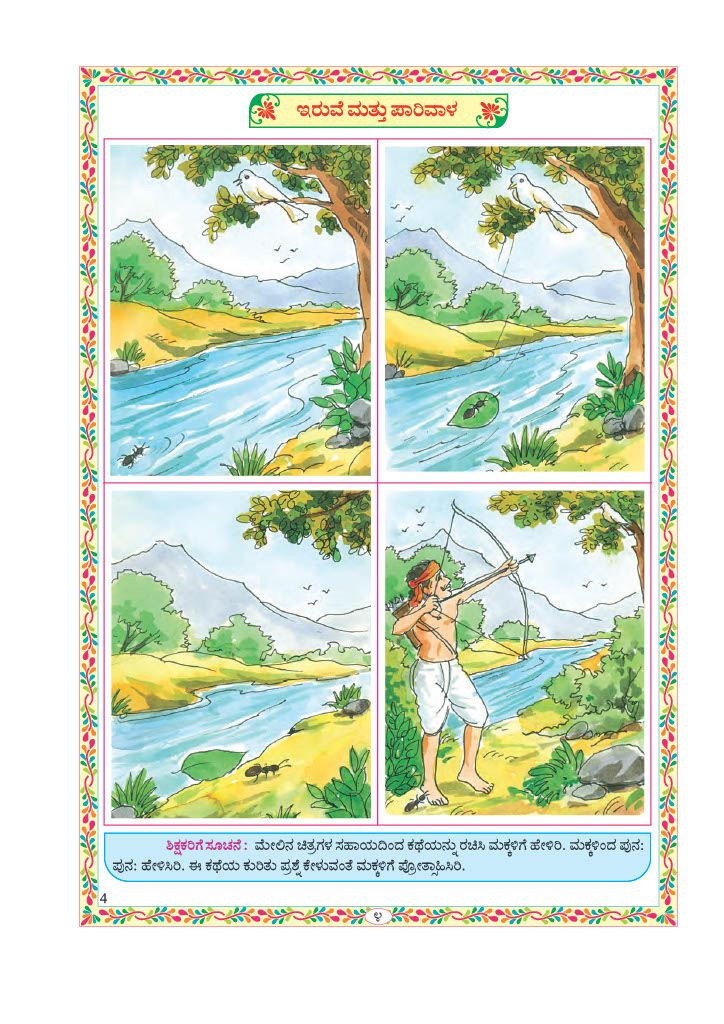 ಇರುವೆ ಮತ್ತು ಪಾರಿವಾಳ
ಶಿಕ್ಷಕರಿಗೆ ಸೂಚನೆ : ಮೇಲಿನ ಚಿತ್ರಗಳ ಸಹಾಯದಿಂದ ಕಥೆಯನ್ನು ರಚಿಸಿ ಮಕ್ಕಳಿಗೆ ಹೇಳಿರಿ. ಮಕ್ಕಳಿಂದ ಪುನ:
ಪುನ: ಹೇಳಿಸಿರಿ. ಈ ಕಥೆಯ ಕುರಿತು ಪ್ರಶ್ನೆ ಕೇಳುವಂತೆ ಮಕ್ಕಳಿಗೆ ಪ್ರೋತ್ಸಾಹಿಸಿರಿ.
4
೪